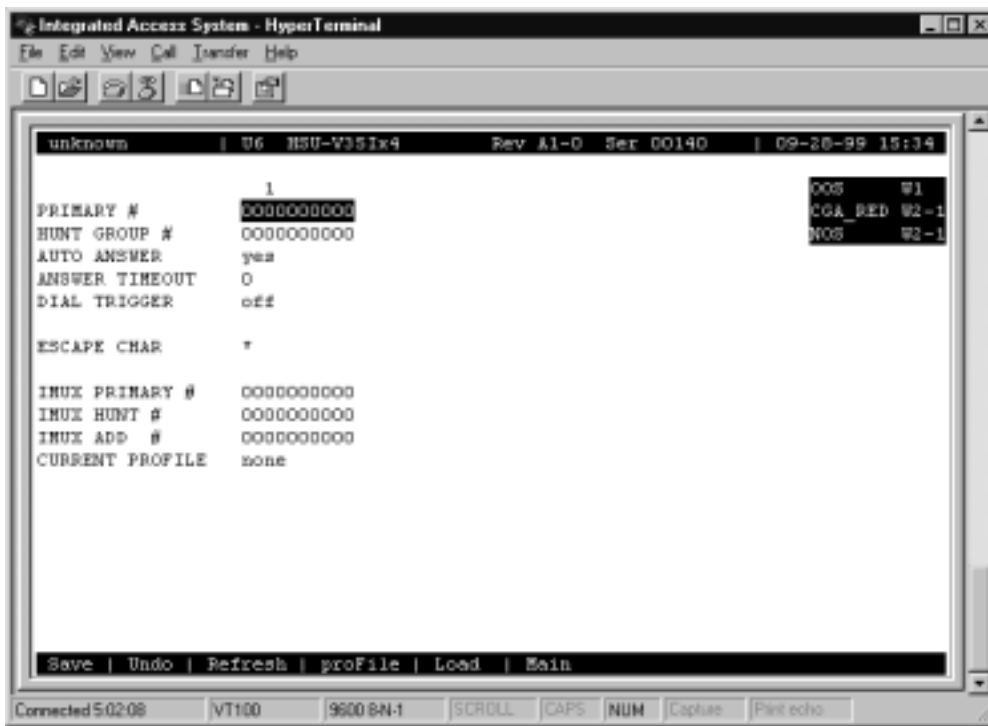 Integrated Access System - HyperTerminal
File Edit View Call Transfer Help
unknown | U6 HSU-V35Ix4 Rev A1-0 Ser 00140 | 09-28-99 15:34
1 OOS W1
PRIMARY # 0000000000 CGA_RED W2-1
HUNT GROUP # 0000000000 NOS W2-1
AUTO ANSWER yes
ANSWER TIMEOUT 0
DIAL TRIGGER off
ESCAPE CHAR *
IMUX PRIMARY # 0000000000
IMUX HUNT # 0000000000
IMUX ADD # 0000000000
CURRENT PROFILE none
Save | Undo | Refresh | proFile | Load | Main
Connected 5:02:08 VT100 9600 8-N-1 SCROLL CAPS NUM Capture Print echo